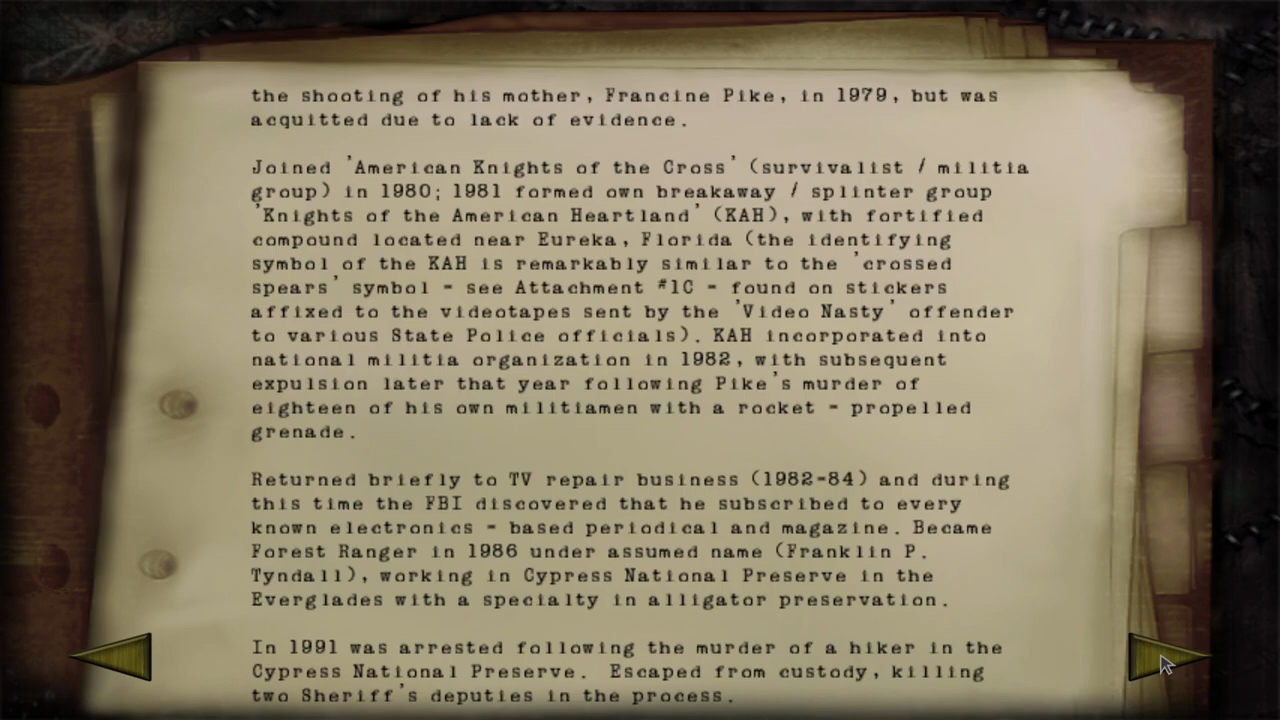 the shooting of his mother, Francine Pike, in 1979, but was
acquitted due to lack of evidence.
Joined 'American Knights of the Cross' (survivalist / militia
group) in 1980; 1981 formed own breakaway / splinter group
'Knights of the American Heartland' (KAH), with fortified
compound located near Eureka, Florida (the identifying
symbol of the KAH is remarkably similar to the 'crossed
spears' symbol - see Attachment #1C - found on stickers
affixed to the videotapes sent by the 'Video Nasty' offender
to various State Police officials). KAH incorporated into
national militia organization in 1982, with subsequent
expulsion later that year following Pike's murder of
eighteen of his own militiamen with a rocket - propelled
grenade.
Returned briefly to TV repair business (1982-84) and during
this time the FBI discovered that he subscribed to every
known electronics - based periodical and magazine. Became
Forest Ranger in 1986 under assumed name (Franklin P.
Tyndall), working in Cypress National Preserve in the
Everglades with a specialty in alligator preservation.
In 1991 was arrested following the murder of a hiker in the
Cypress National Preserve.  Escaped from custody, killing
two Sheriff's deputies in the process.